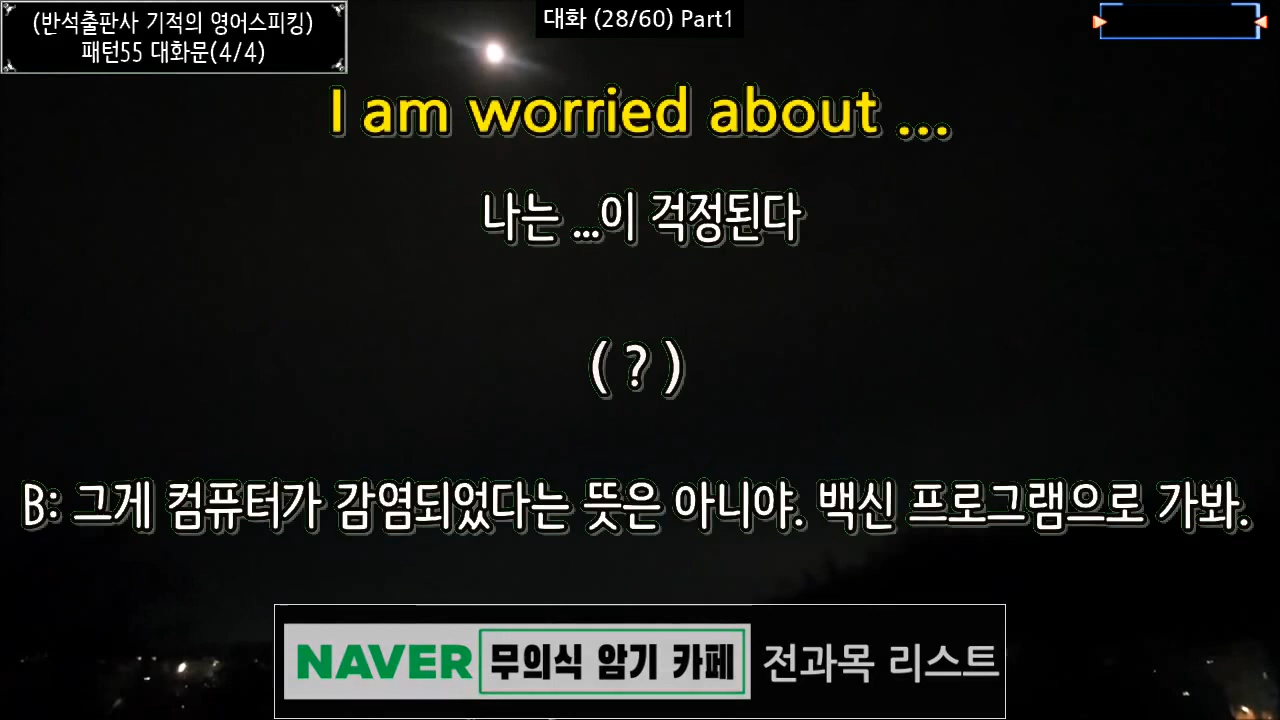 (반석출판사 기적의 영어스피킹)
패턴55 대화문(4/4)
대화 (28/60) Part1
I am worried about ...
나는 ...이 걱정된다
( ? )
B: 그게 컴퓨터가 감염되었다는 뜻은 아니야. 백신 프로그램으로 가봐.
NAVER 무의식 암기 카페 전과목 리스트